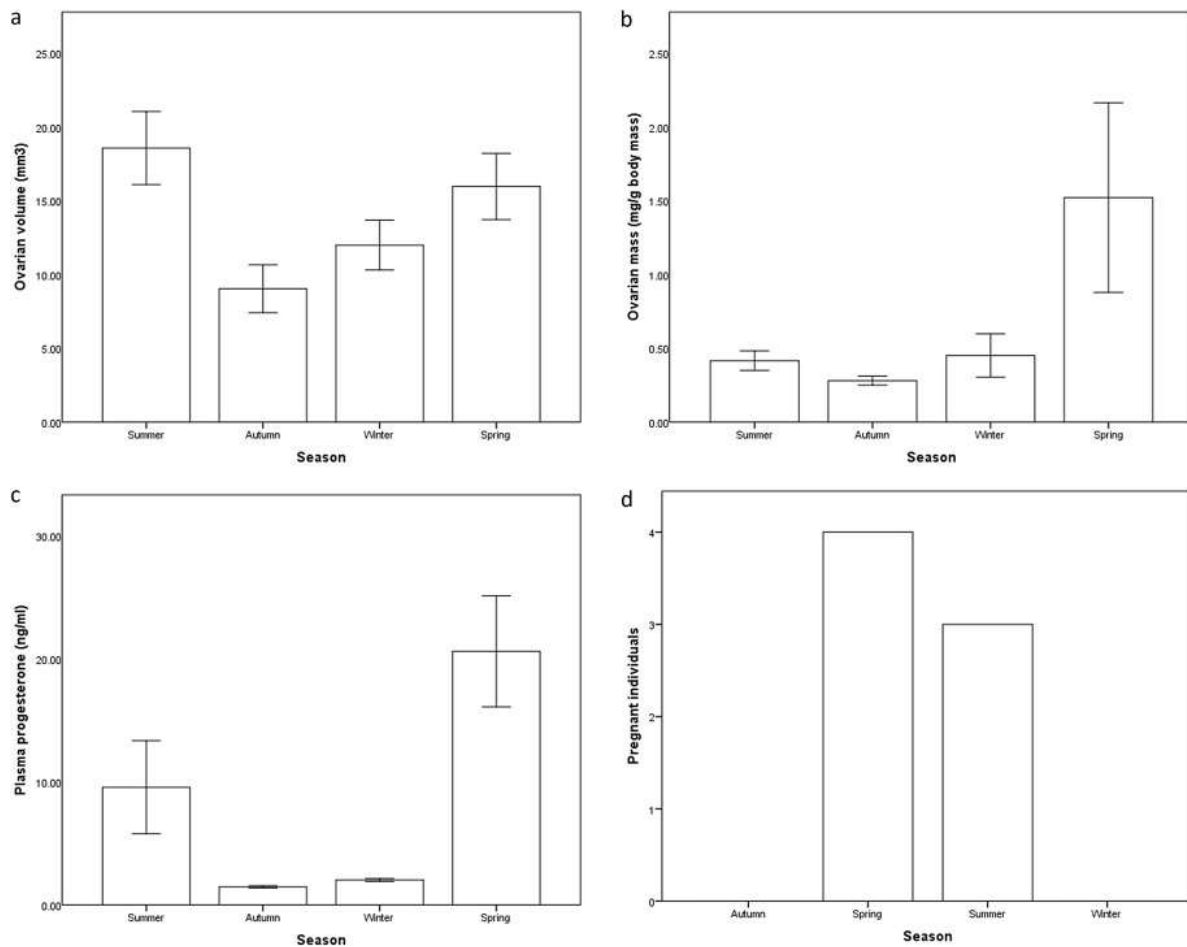 a
Ovarian volume (mm3)
25.00
20.00
15.00
10.00
5.00
0.00
Summer Autumn Winter Spring
Season
b
Ovarian mass (mg/g body mass)
2.50
2.00
1.50
1.00
0.50
0.00
Summer Autumn Winter Spring
Season
c
Plasma progesterone (ng/ml)
30.00
20.00
10.00
0.00
Summer Autumn Winter Spring
Season
d
Pregnant individuals
4
3
2
1
0
Autumn Spring Summer Winter
Season